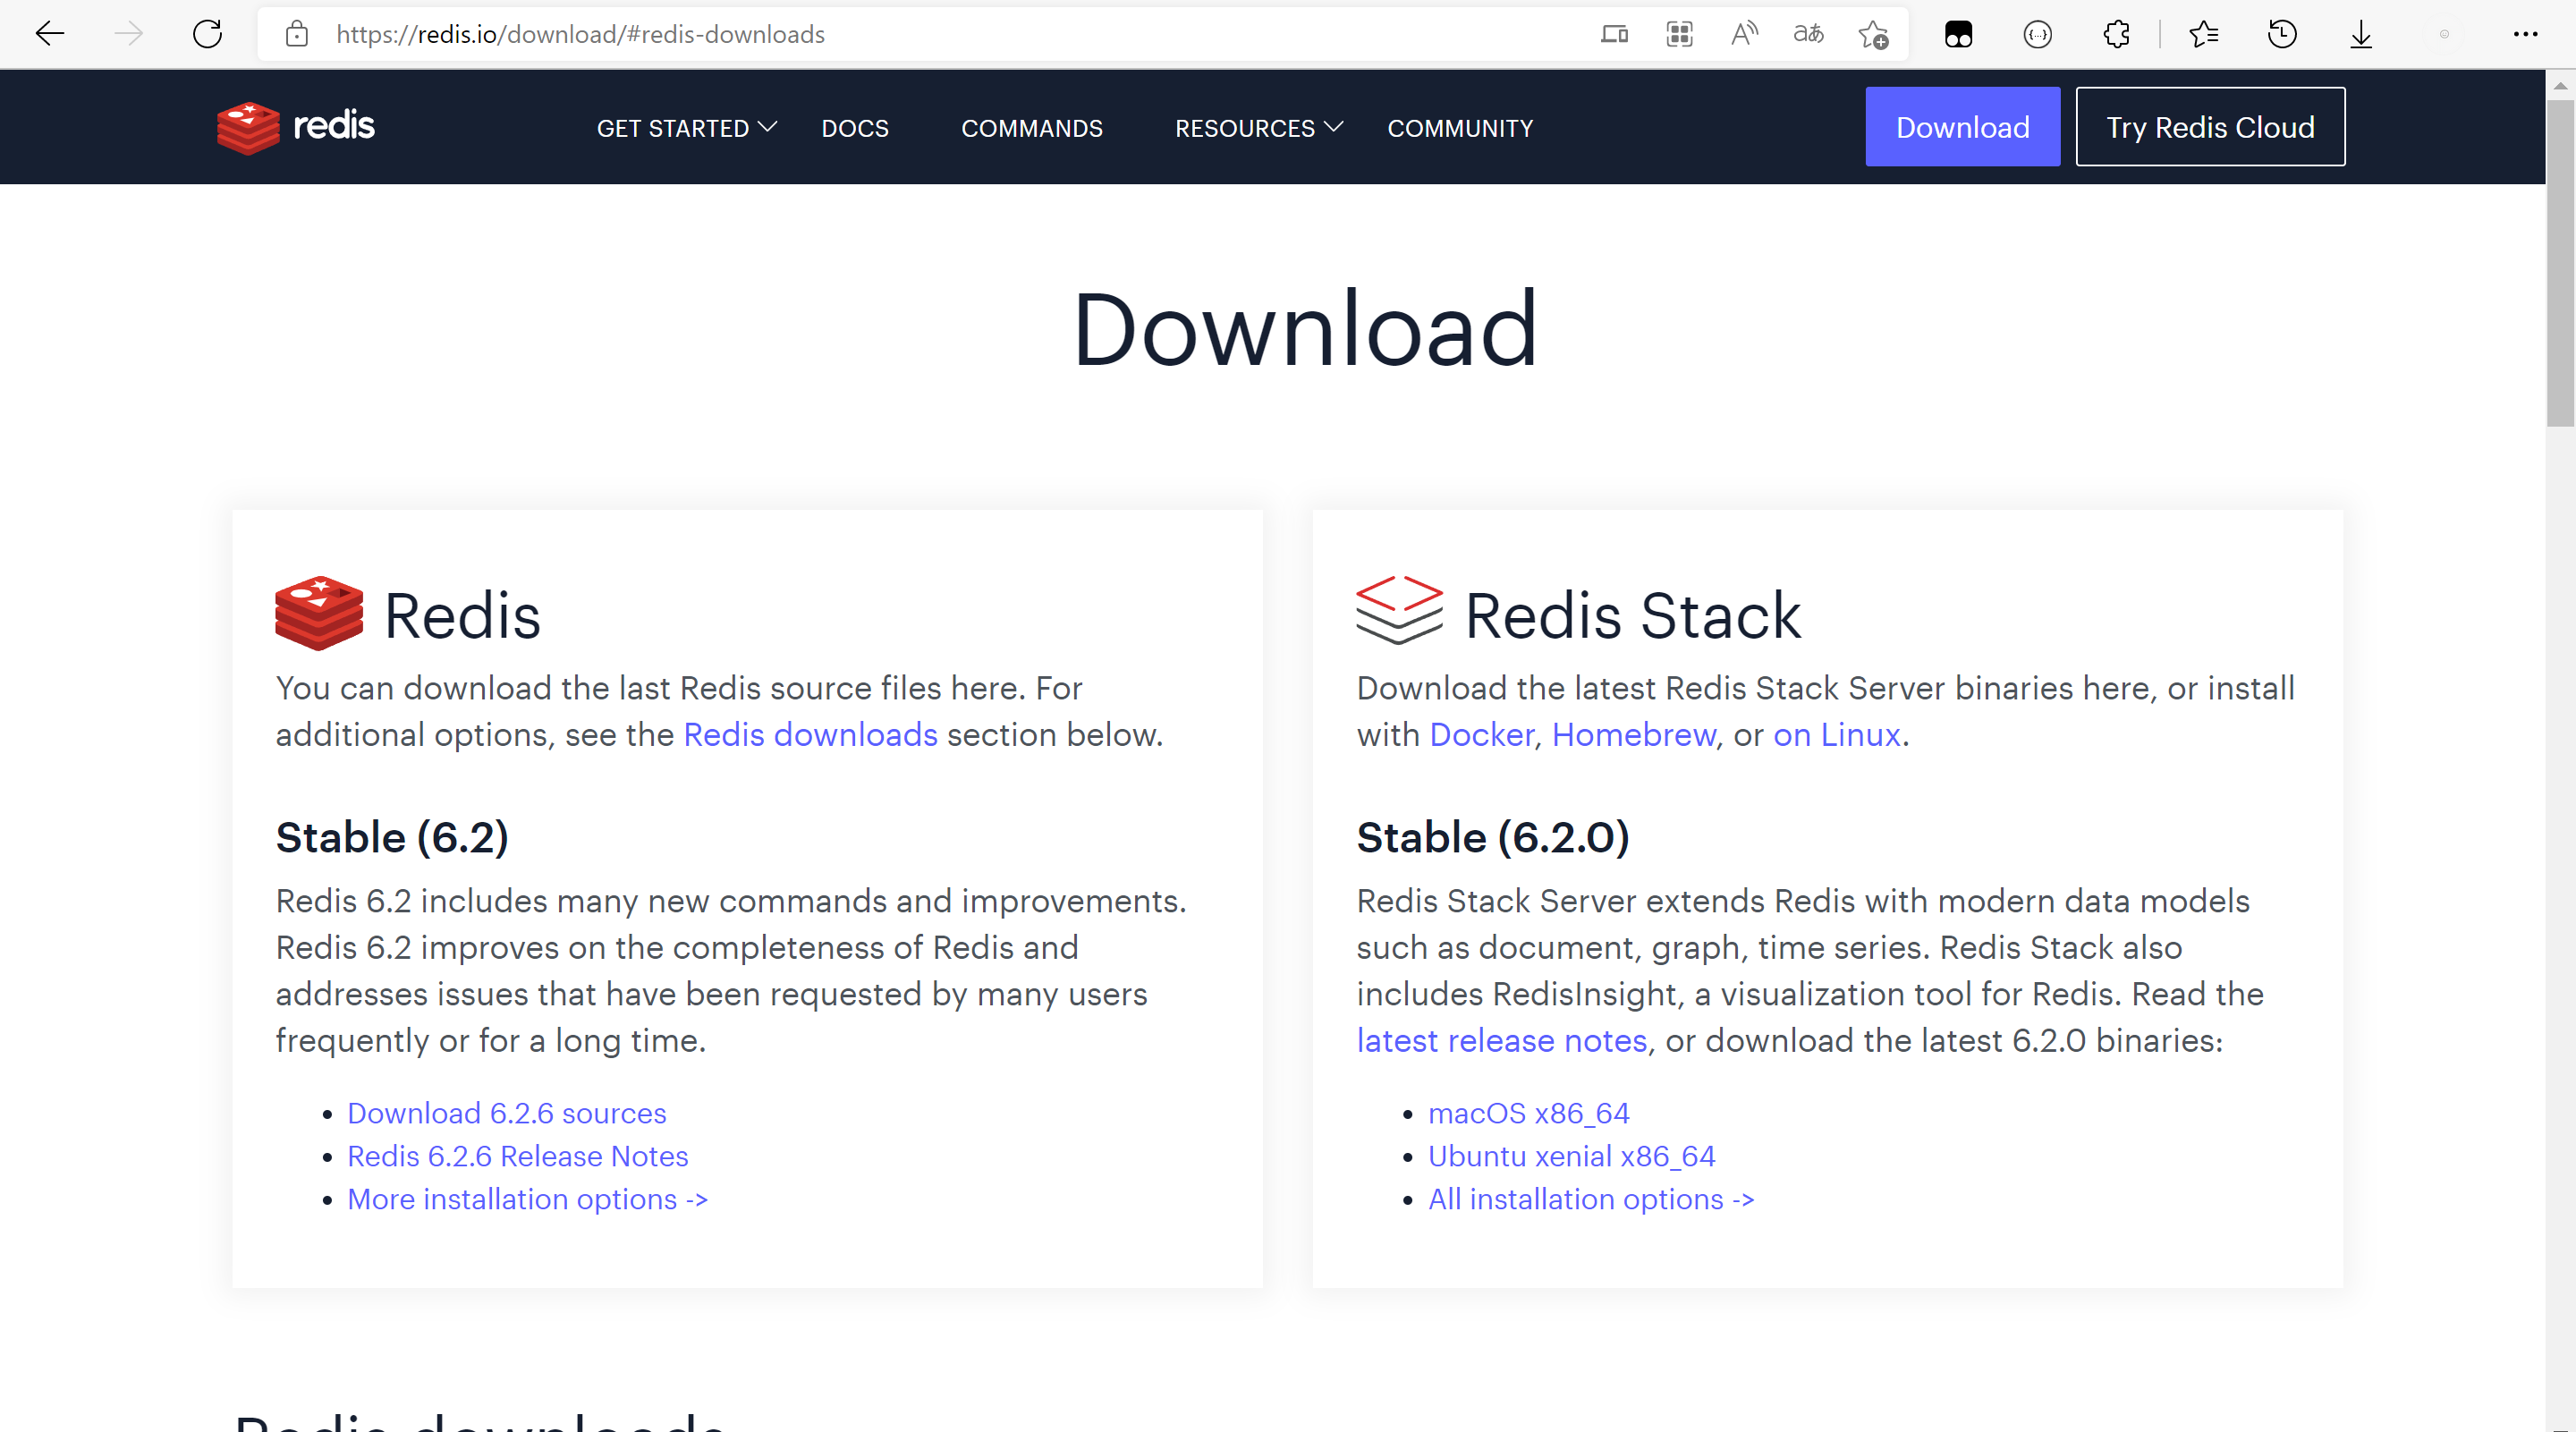 https://redis.io/download/#redis-downloads
redis
GET STARTED
DOCS
COMMANDS
RESOURCES
COMMUNITY
Download
Try Redis Cloud
Download
Redis
You can download the last Redis source files here. For
additional options, see the Redis downloads section below.
Stable (6.2)
Redis 6.2 includes many new commands and improvements.
Redis 6.2 improves on the completeness of Redis and
addresses issues that have been requested by many users
frequently or for a long time.
• Download 6.2.6 sources
• Redis 6.2.6 Release Notes
• More installation options ->
Redis Stack
Download the latest Redis Stack Server binaries here, or install
with Docker, Homebrew, or on Linux.
Stable (6.2.0)
Redis Stack Server extends Redis with modern data models
such as document, graph, time series. Redis Stack also
includes RedisInsight, a visualization tool for Redis. Read the
latest release notes, or download the latest 6.2.0 binaries:
• macOS x86_64
• Ubuntu xenial x86_64
• All installation options ->
Redis downloads